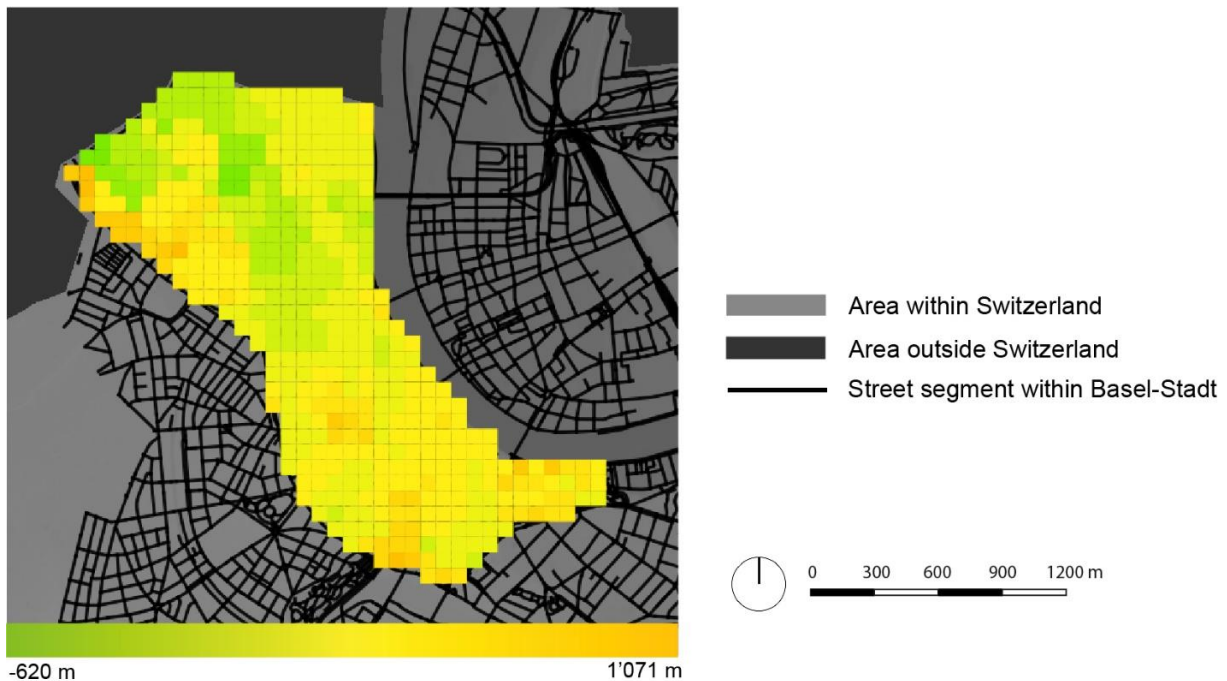 Area within Switzerland
Area outside Switzerland
Street segment within Basel-Stadt
0 300 600 900 1200 m
-620 m 1'071 m